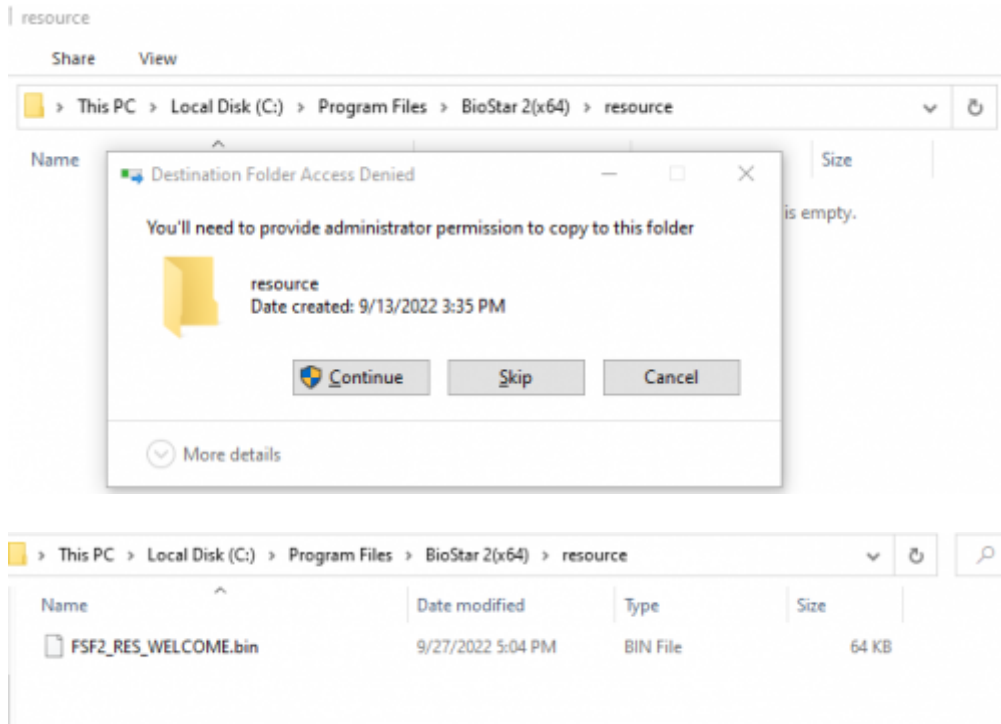 resource
Share View
This PC > Local Disk (C:) > Program Files > BioStar 2(x64) > resource
Name Size
Destination Folder Access Denied
is empty.
You'll need to provide administrator permission to copy to this folder
resource
Date created: 9/13/2022 3:35 PM
Continue Skip Cancel
More details
This PC > Local Disk (C:) > Program Files > BioStar 2(x64) > resource
Name Date modified Type Size
FSF2_RES_WELCOME.bin 9/27/2022 5:04 PM BIN File 64 KB